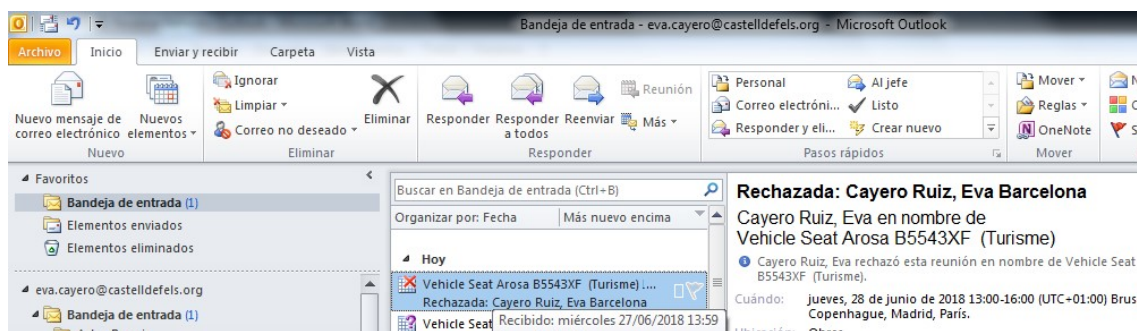 Bandeja de entrada - eva.cayero@castelldefels.org - Microsoft Outlook
Archivo Inicio Enviar y recibir Carpeta Vista
Nuevo mensaje de correo electrónico
Nuevos elementos
Nuevo
Ignorar
Limpiar
Correo no deseado
Eliminar
Eliminar
Responder
Responder a todos
Reenviar
Reunión
Más
Responder
Personal
Correo electróni...
Responder y eli...
Al jefe
Listo
Crear nuevo
Pasos rápidos
Mover
Reglas
OneNote
Mover
Favoritos
Bandeja de entrada (1)
Elementos enviados
Elementos eliminados
eva.cayero@castelldefels.org
Bandeja de entrada (1)
Buscar en Bandeja de entrada (Ctrl+B)
Organizar por: Fecha Más nuevo encima
Hoy
Vehicle Seat Arosa B5543XF (Turisme) ....
Rechazada: Cayero Ruiz, Eva Barcelona
Vehicle Seat
Recibido: miércoles 27/06/2018 13:59
Rechazada: Cayero Ruiz, Eva Barcelona
Cayero Ruiz, Eva en nombre de
Vehicle Seat Arosa B5543XF (Turisme)
Cayero Ruiz, Eva rechazó esta reunión en nombre de Vehicle Seat
B5543XF (Turisme).
Cuándo: jueves, 28 de junio de 2018 13:00-16:00 (UTC+01:00) Brus
Copenhague, Madrid, París.